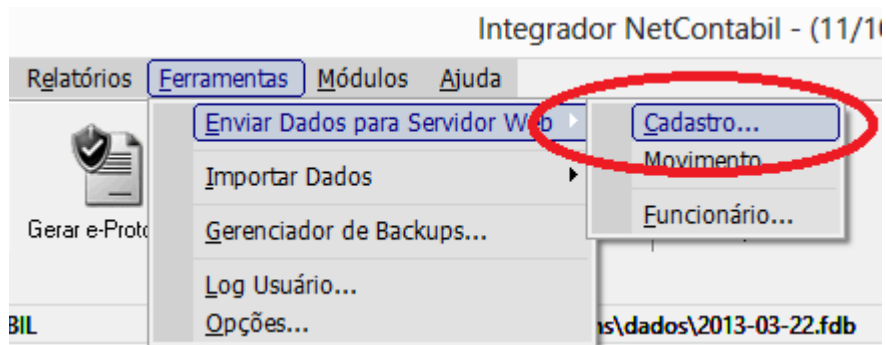 Integrador NetContabil - (11/1
Relatórios Ferramentas Módulos Ajuda
Enviar Dados para Servidor Web Cadastro...
Movimento
Importar Dados
Funcionário...
Gerar e-Proto
Gerenciador de Backups...
Log Usuário...
BIL
Opções...
ns\dados\2013-03-22.fdb